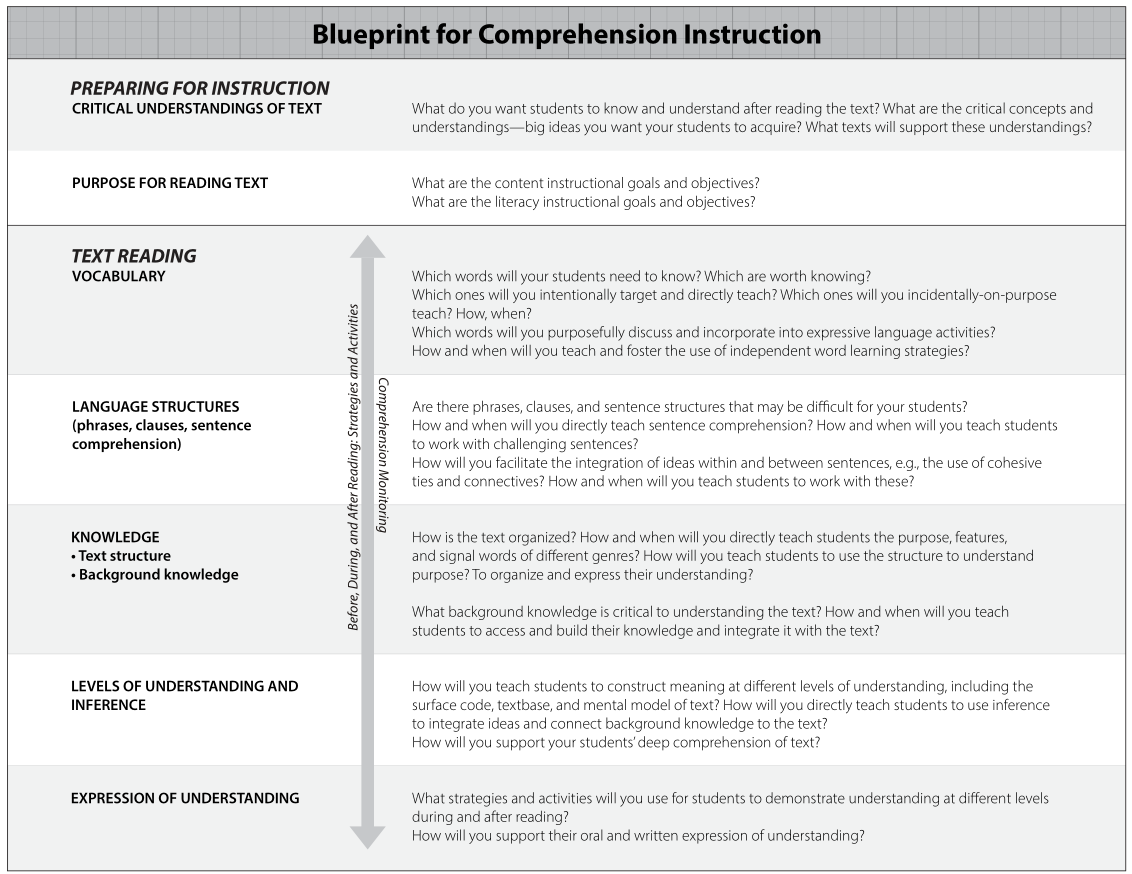 Blueprint for Comprehension Instruction
PREPARING FOR INSTRUCTION
CRITICAL UNDERSTANDINGS OF TEXT
What do you want students to know and understand after reading the text? What are the critical concepts and
understandings—big ideas you want your students to acquire? What texts will support these understandings?
PURPOSE FOR READING TEXT
What are the content instructional goals and objectives?
What are the literacy instructional goals and objectives?
TEXT READING
VOCABULARY
Which words will your students need to know? Which are worth knowing?
Which ones will you intentionally target and directly teach? Which ones will you incidentally-on-purpose
teach? How, when?
Which words will you purposefully discuss and incorporate into expressive language activities?
How and when will you teach and foster the use of independent word learning strategies?
Before, During, and After Reading: Strategies and Activities
Comprehension Monitoring
LANGUAGE STRUCTURES
(phrases, clauses, sentence
comprehension)
Are there phrases, clauses, and sentence structures that may be difficult for your students?
How and when will you directly teach sentence comprehension? How and when will you teach students
to work with challenging sentences?
How will you facilitate the integration of ideas within and between sentences, e.g., the use of cohesive
ties and connectives? How and when will you teach students to work with these?
KNOWLEDGE
• Text structure
• Background knowledge
How is the text organized? How and when will you directly teach students the purpose, features,
and signal words of different genres? How will you teach students to use the structure to understand
purpose? To organize and express their understanding?
What background knowledge is critical to understanding the text? How and when will you teach
students to access and build their knowledge and integrate it with the text?
LEVELS OF UNDERSTANDING AND
INFERENCE
How will you teach students to construct meaning at different levels of understanding, including the
surface code, textbase, and mental model of text? How will you directly teach students to use inference
to integrate ideas and connect background knowledge to the text?
How will you support your students' deep comprehension of text?
EXPRESSION OF UNDERSTANDING
What strategies and activities will you use for students to demonstrate understanding at different levels
during and after reading?
How will you support their oral and written expression of understanding?